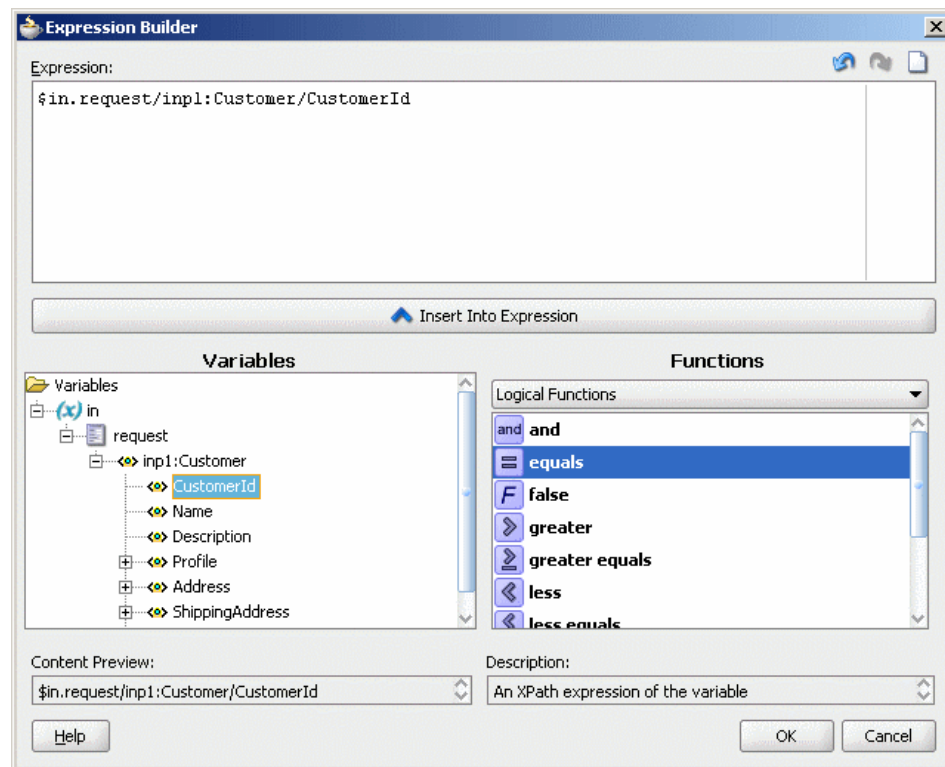 Expression Builder
Expression:
$in.request/inp1:Customer/CustomerId
Insert Into Expression
Variables
Variables
(x) in
request
inp1:Customer
CustomerId
Name
Description
Profile
Address
ShippingAddress
Functions
Logical Functions
and and
= equals
F false
greater
greater equals
less
less equals
Content Preview:
$in.request/inp1:Customer/CustomerId
Description:
An XPath expression of the variable
Help
OK
Cancel